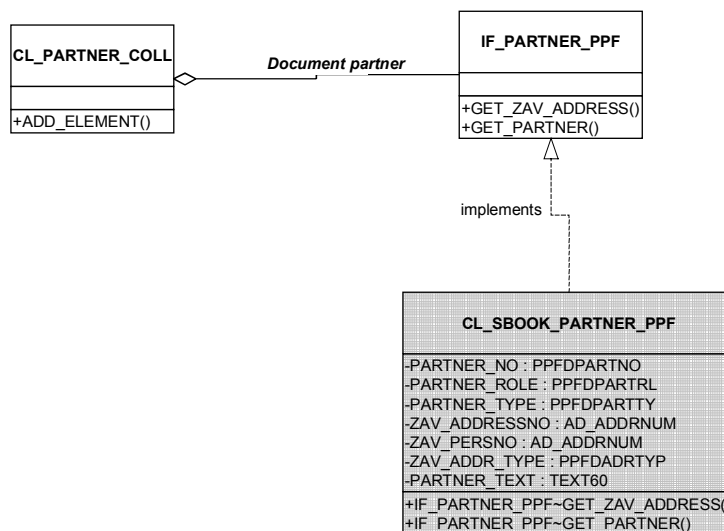 CL_PARTNER_COLL
+ADD_ELEMENT()
Document partner
IF_PARTNER_PPF
+GET_ZAV_ADDRESS()
+GET_PARTNER()
implements
CL_SBOOK_PARTNER_PPF
-PARTNER_NO : PPFDPARTNO
-PARTNER_ROLE : PPFDPARTRL
-PARTNER_TYPE : PPFDPARTTY
-ZAV_ADDRESSNO : AD_ADDRNUM
-ZAV_PERSNO : AD_ADDRNUM
-ZAV_ADDR_TYPE : PPFDADRTYP
-PARTNER_TEXT : TEXT60
+IF_PARTNER_PPF~GET_ZAV_ADDRESS(
+IF_PARTNER_PPF~GET_PARTNER()